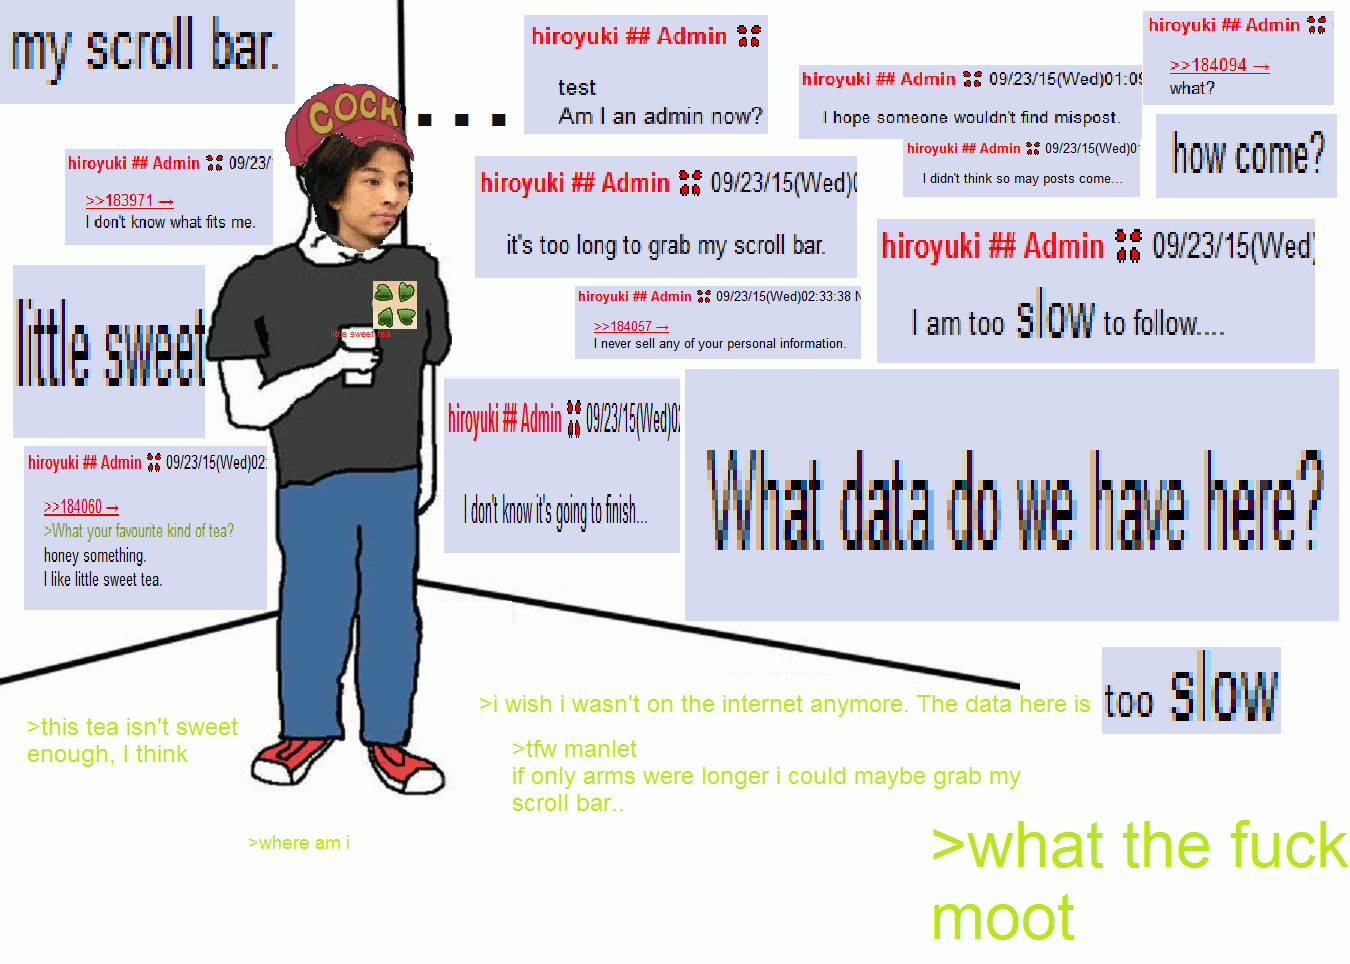 my scroll bar.
COCK
...
hiroyuki ## Admin
test
Am I an admin now?
hiroyuki ## Admin 09/23/15(Wed)01:09
I hope someone wouldn't find mispost.
hiroyuki ## Admin
>>184094 →
what?
how come?
hiroyuki ## Admin 09/23/15(Wed)01
I didn't think so may posts come...
hiroyuki ## Admin 09/23/
>>183971 →
I don't know what fits me.
hiroyuki ## Admin 09/23/15(Wed)0
it's too long to grab my scroll bar.
hiroyuki ## Admin 09/23/15(Wed)
I am too slow to follow....
little sweet
little sweet tea
hiroyuki ## Admin 09/23/15(Wed)02:33:38 N
>>184057 →
I never sell any of your personal information.
hiroyuki ## Admin 09/23/15(Wed)02
I don't know it's going to finish...
What data do we have here?
hiroyuki ## Admin 09/23/15(Wed)02:
>>184060 →
>What your favourite kind of tea?
honey something.
I like little sweet tea.
>this tea isn't sweet
enough, I think
>i wish i wasn't on the internet anymore. The data here is too slow
>tfw manlet
if only arms were longer i could maybe grab my
scroll bar..
>where am i
>what the fuck
moot